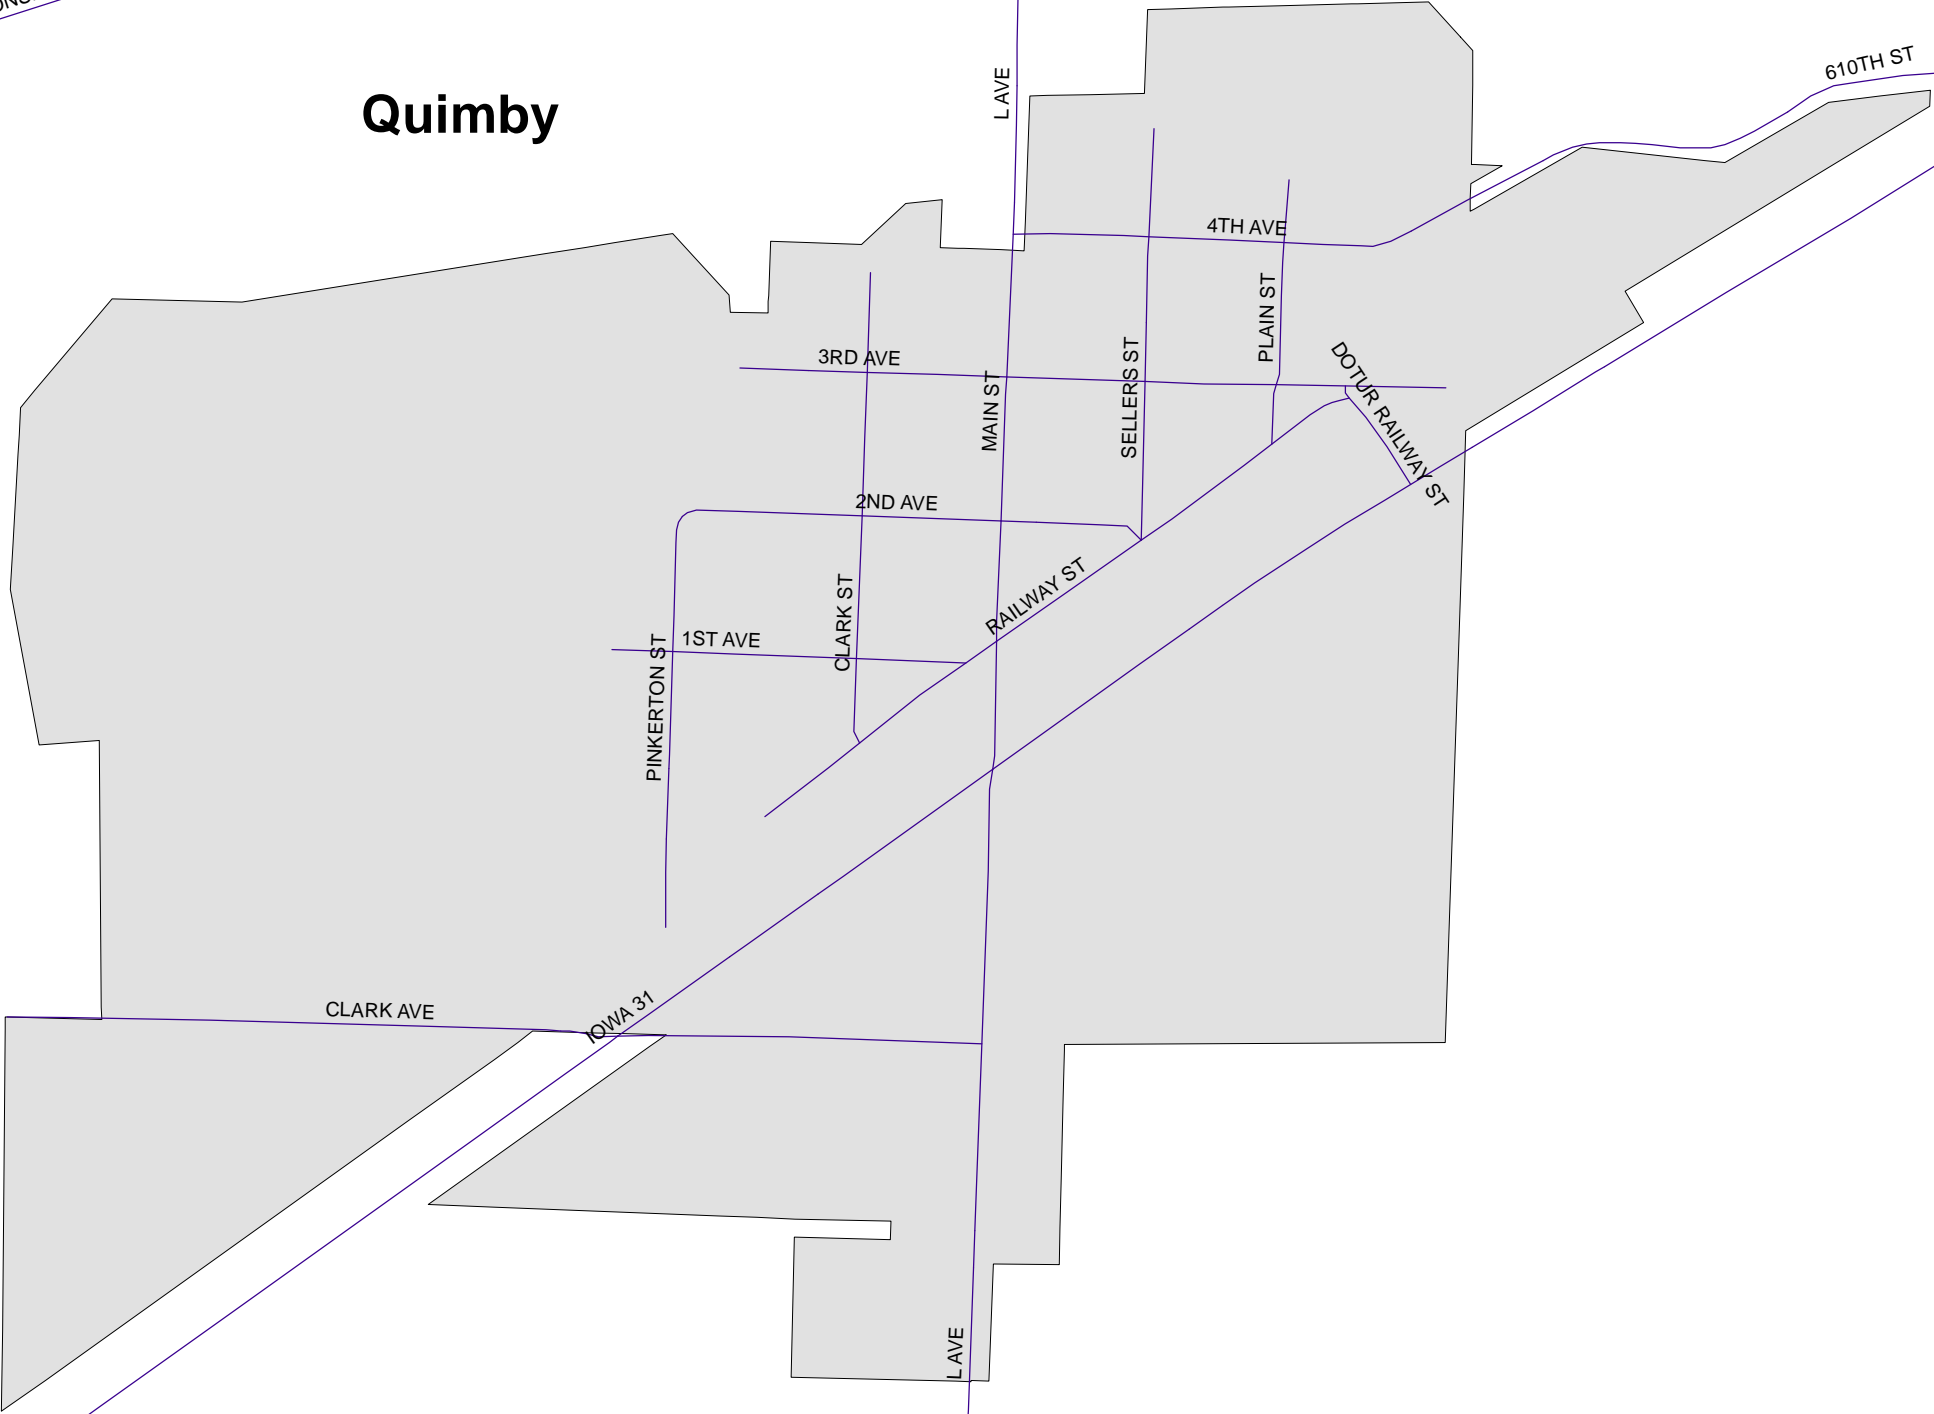 610TH ST
L AVE
Quimby
4TH AVE
PLAIN ST
3RD AVE
SELLERS ST
MAIN ST
DOTUR RAILWAY ST
2ND AVE
RAILWAY ST
CLARK ST
1ST AVE
PINKERTON ST
CLARK AVE
IOWA 31
L AVE